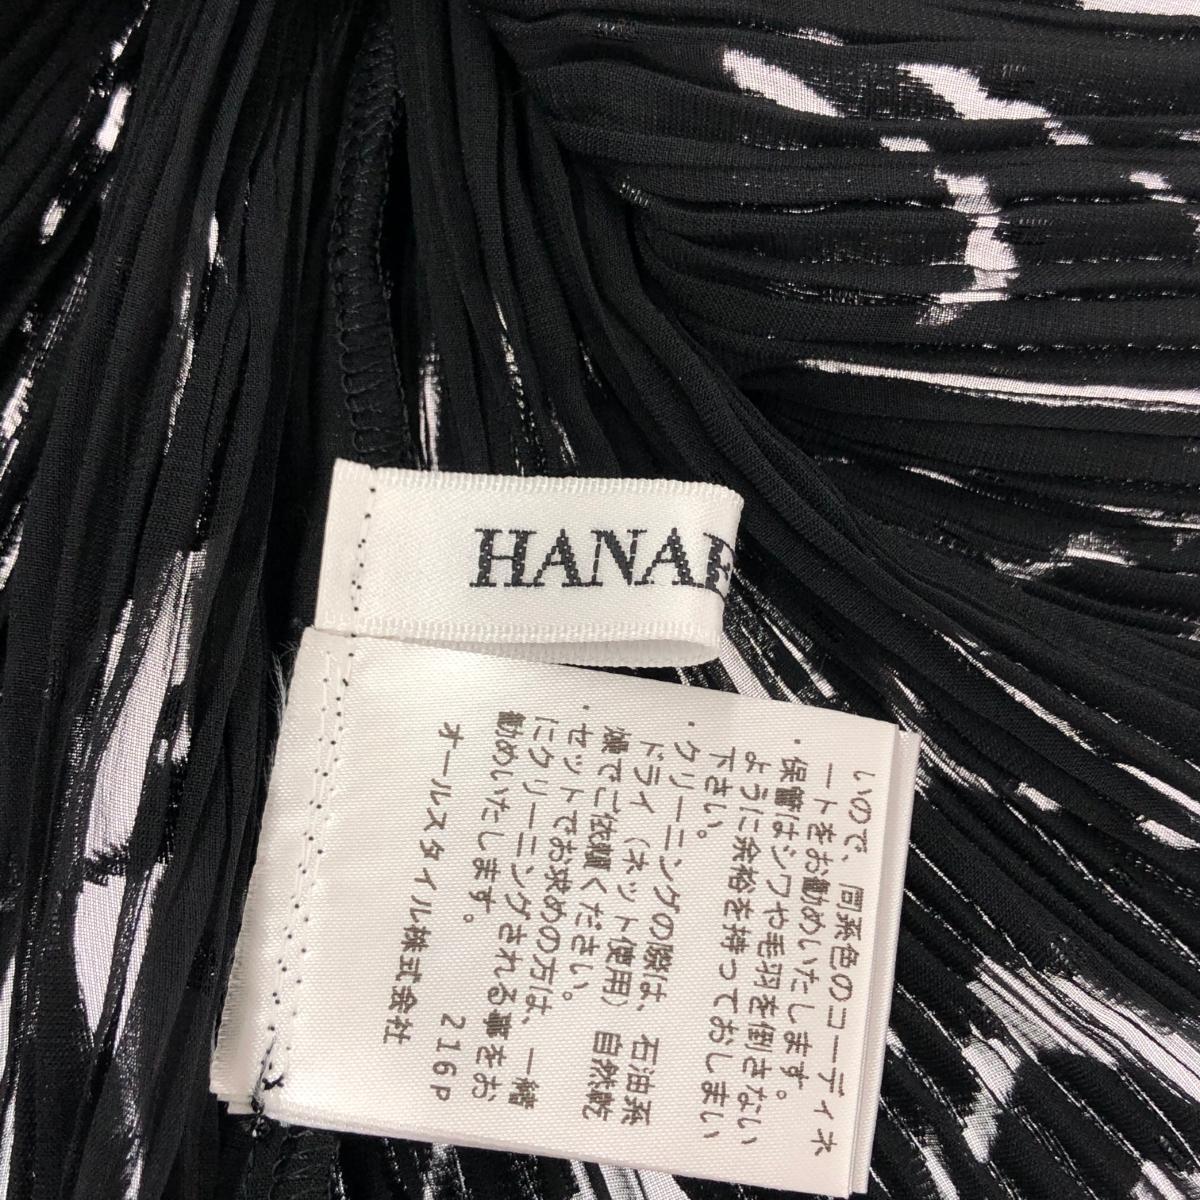 HANAE
いので、同系色のコーディネ
ートをお勧めいたします。
・保管はシワや毛羽を倒さない
ように余裕を持っておしまい
下さい。
・クリーニングの際は、石油系
ドライ（ネット使用）自然乾
燥でご依頼ください。
・セットでお求めの方は、一緒
にクリーニングされる事をお
勧めいたします。
216P
オールスタイル株式会社